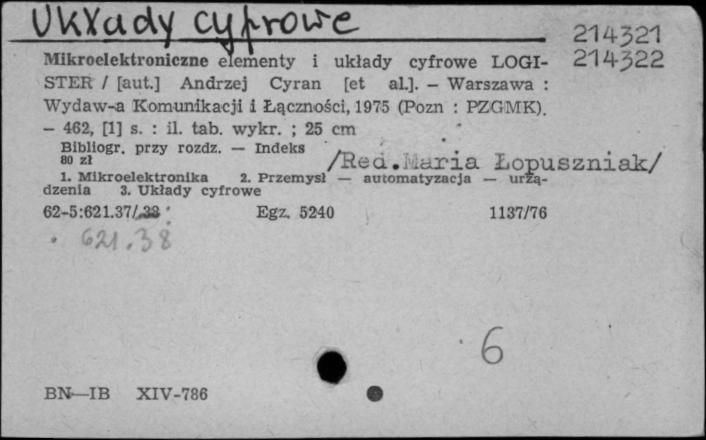 Układy cyfrowe
214321
214322
Mikroelektroniczne elementy i układy cyfrowe LOGI-
STER / [aut.] Andrzej Cyran [et al.]. — Warszawa :
Wydaw-a Komunikacji i Łączności, 1975 (Pozn : PZGMK).
— 462, [1] s. : il. tab. wykr. ; 25 cm
Bibliogr. przy rozdz. — Indeks
80 zł
/Red.Maria Łopuszniak/
1. Mikroelektronika 2. Przemysł — automatyzacja — urzą-
dzenia 3. Układy cyfrowe
62-5:621.37/.38
Egz. 5240
1137/76
621.38
6
BN—IB XIV-786